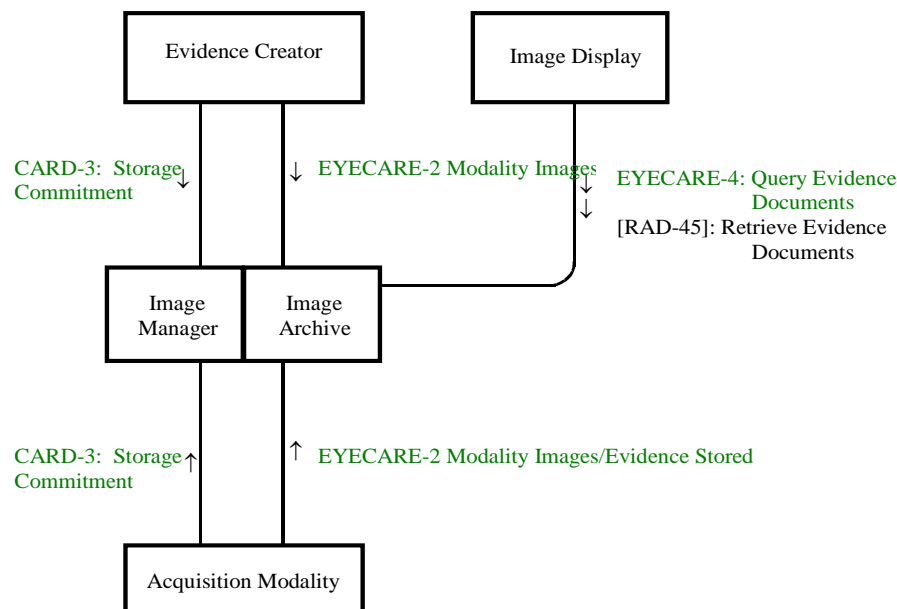 Evidence Creator
Image Display
CARD-3: Storage
Commitment
EYECARE-2 Modality Images
EYECARE-4: Query Evidence
Documents
[RAD-45]: Retrieve Evidence
Documents
Image
Manager
Image
Archive
CARD-3: Storage
Commitment
EYECARE-2 Modality Images/Evidence Stored
Acquisition Modality